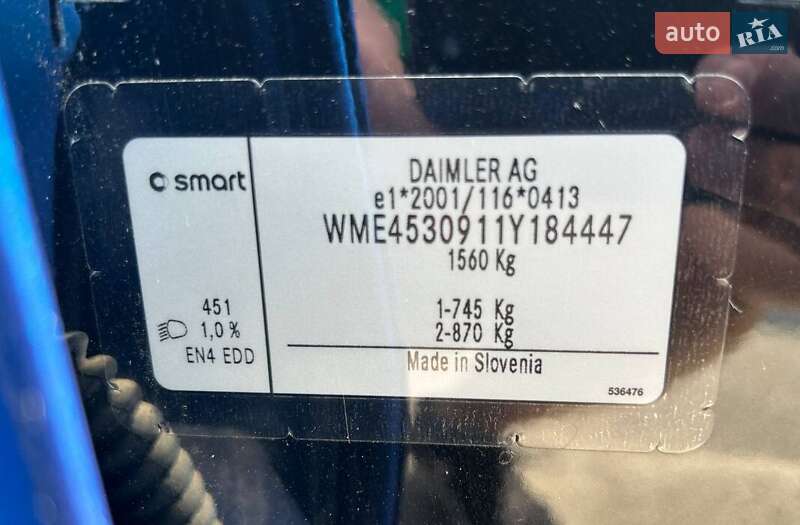 auto RIA.com
smart
DAIMLER AG
e1*2001/116*0413
WME4530911Y184447
1560 Kg
1-745 Kg
2-870 Kg
451
1,0 %
EN4 EDD
Made in Slovenia
536476